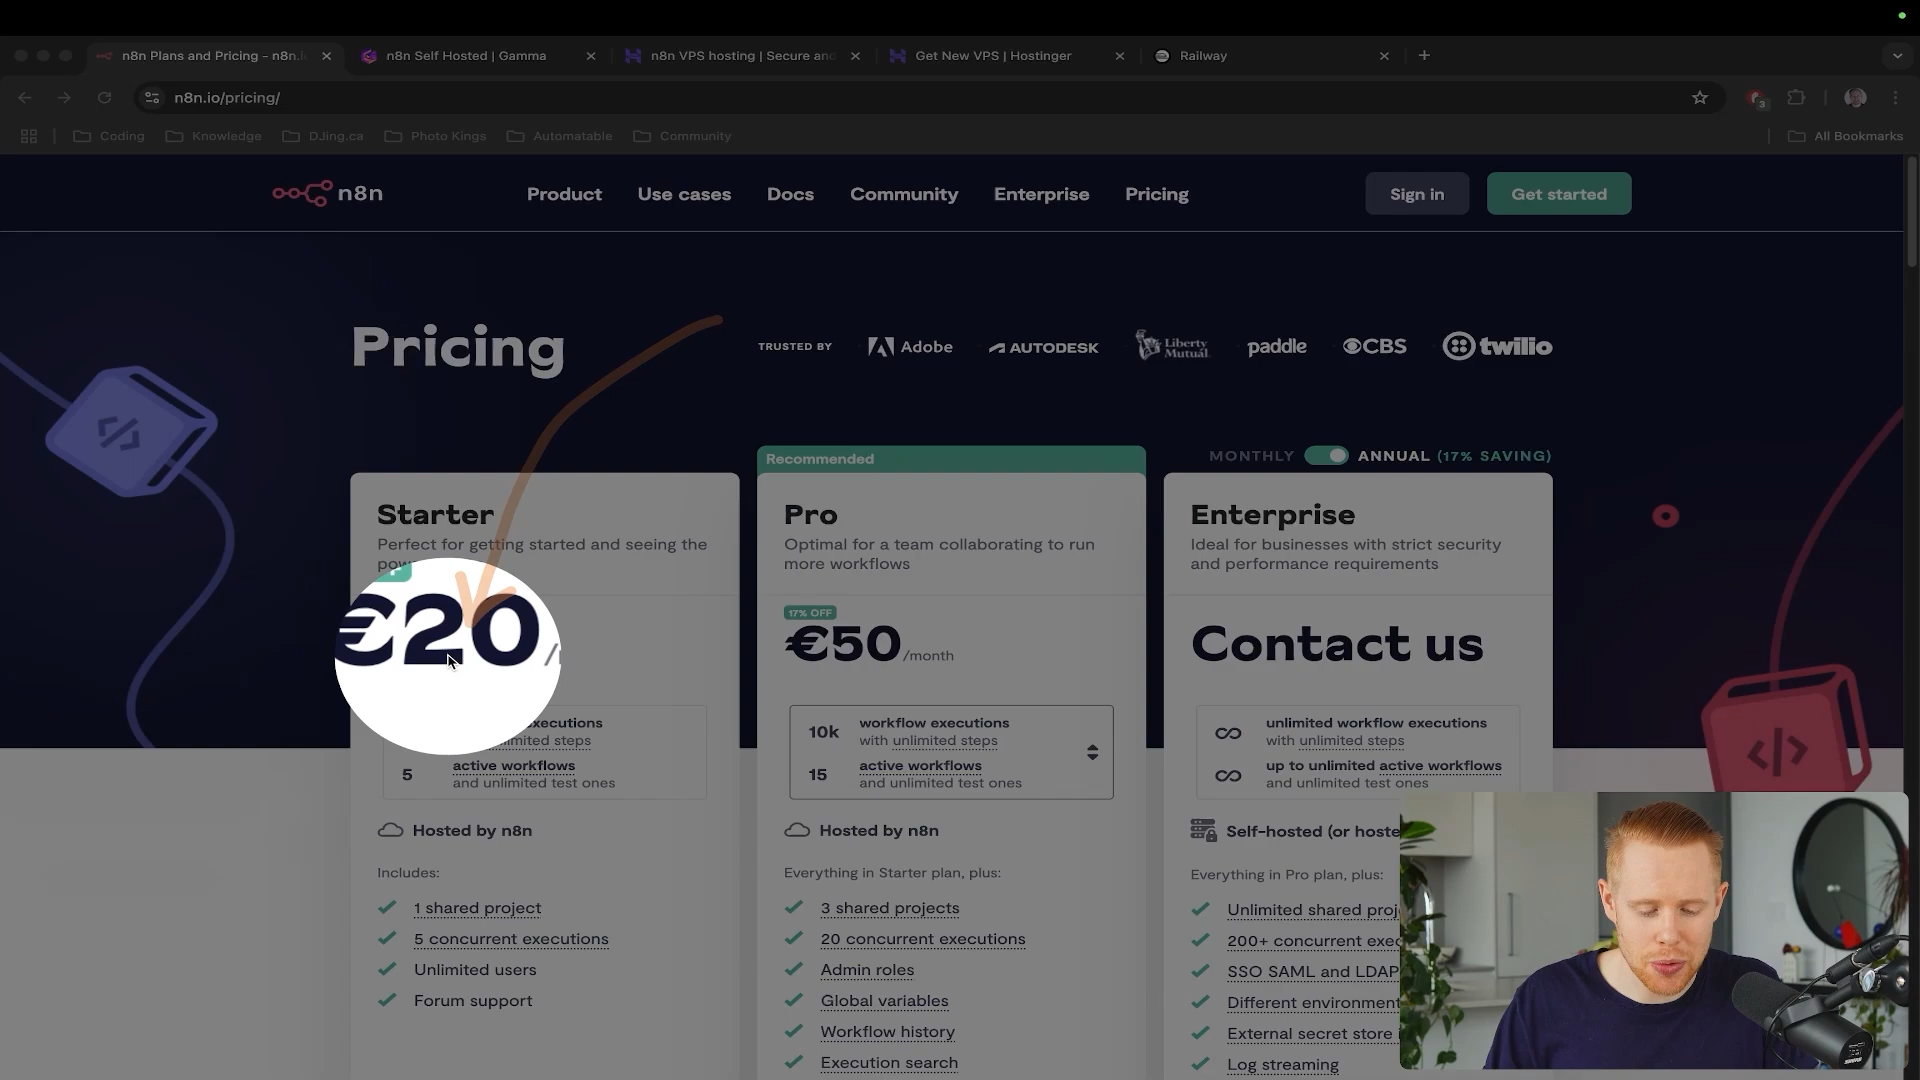 n8n Plans and Pricing - n8n.i
n8n Self Hosted | Gamma
n8n VPS hosting | Secure and
Get New VPS | Hostinger
Railway
n8n.io/pricing/
3
Coding
Knowledge
DJing.ca
Photo Kings
Automatable
Community
All Bookmarks
n8n
Product
Use cases
Docs
Community
Enterprise
Pricing
Sign in
Get started
Pricing
TRUSTED BY
Adobe
AUTODESK
Liberty
Mutual
paddle
CBS
twilio
Recommended
MONTHLY
ANNUAL (17% SAVING)
Starter
Perfect for getting started and seeing the
€20
5 active workflows
and unlimited test ones
Hosted by n8n
Includes:
1 shared project
5 concurrent executions
Unlimited users
Forum support
Pro
Optimal for a team collaborating to run
more workflows
17% OFF
€50/month
10k workflow executions
with unlimited steps
15 active workflows
and unlimited test ones
Hosted by n8n
Everything in Starter plan, plus:
3 shared projects
20 concurrent executions
Admin roles
Global variables
Workflow history
Execution search
Enterprise
Ideal for businesses with strict security
and performance requirements
Contact us
∞ unlimited workflow executions
with unlimited steps
∞ up to unlimited active workflows
and unlimited test ones
Self-hosted (or hoste
Everything in Pro plan, plus:
Unlimited shared proj
200+ concurrent exec
SSO SAML and LDAP
Different environment
External secret store i
Log streaming